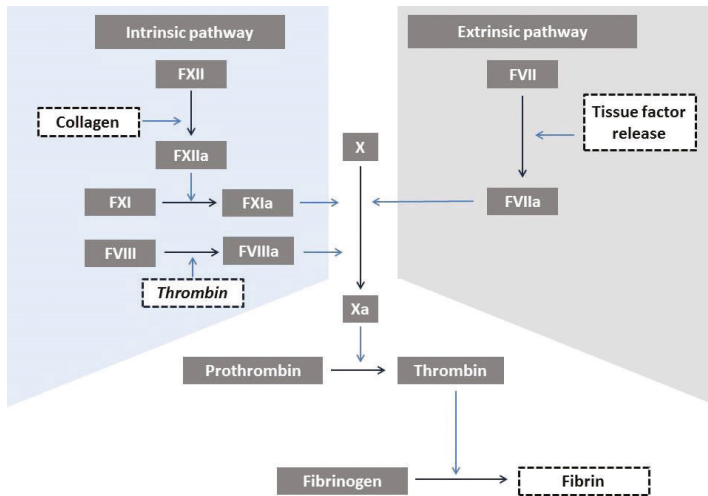 Intrinsic pathway
Extrinsic pathway
FXII
FVII
Collagen
Tissue factor
release
FXIIa
X
FXI
FXIa
FVIIa
FVIII
FVIIIa
Thrombin
Xa
Prothrombin
Thrombin
Fibrinogen
Fibrin